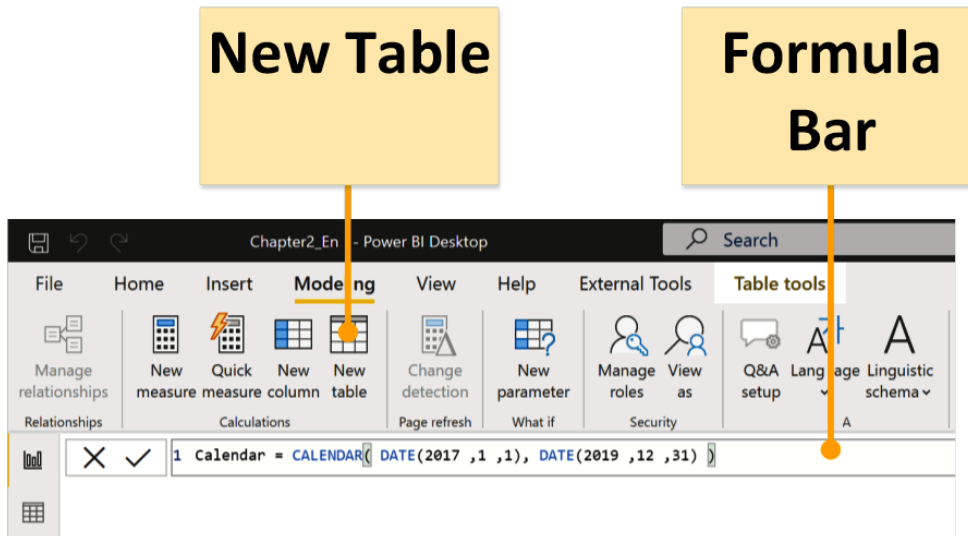 New Table
Formula
Bar
Chapter2_En - Power BI Desktop
Search
File Home Insert Modeling View Help External Tools Table tools
Manage relationships
New measure
Quick measure
New column
New table
Change detection
New parameter
Manage roles
View as
Q&A setup
Language
Linguistic schema
Relationships Calculations Page refresh What if Security A
1 Calendar = CALENDAR( DATE(2017 ,1 ,1), DATE(2019 ,12 ,31) )